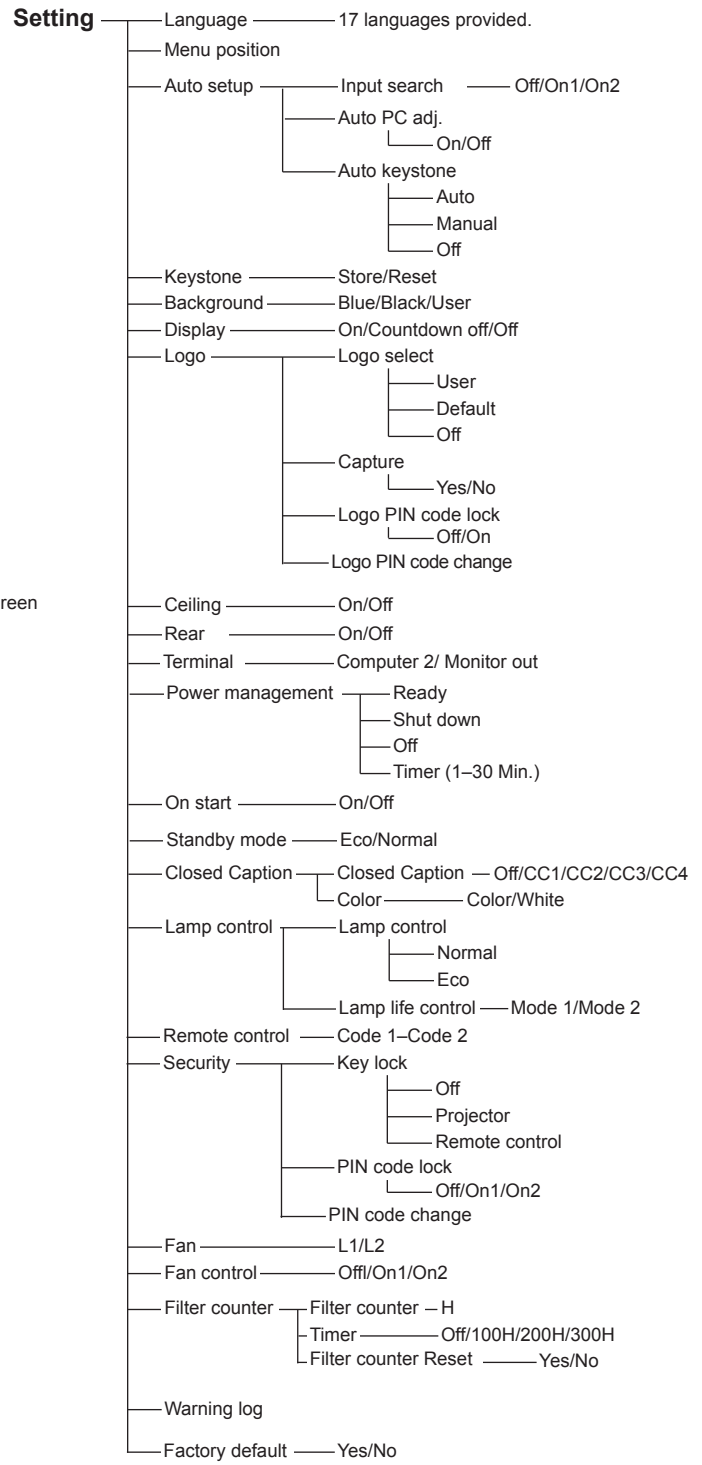 Setting Language 17 languages provided.
Menu position
Auto setup Input search Off/On1/On2
Auto PC adj.
On/Off
Auto keystone
Auto
Manual
Off
Keystone Store/Reset
Background Blue/Black/User
Display On/Countdown off/Off
Logo Logo select
User
Default
Off
Capture
Yes/No
Logo PIN code lock
Off/On
Logo PIN code change
reen
Ceiling On/Off
Rear On/Off
Terminal Computer 2/ Monitor out
Power management Ready
Shut down
Off
Timer (1–30 Min.)
On start On/Off
Standby mode Eco/Normal
Closed Caption Closed Caption Off/CC1/CC2/CC3/CC4
Color Color/White
Lamp control Lamp control
Normal
Eco
Lamp life control Mode 1/Mode 2
Remote control Code 1–Code 2
Security Key lock
Off
Projector
Remote control
PIN code lock
Off/On1/On2
PIN code change
Fan L1/L2
Fan control Offl/On1/On2
Filter counter Filter counter H
Timer Off/100H/200H/300H
Filter counter Reset Yes/No
Warning log
Factory default Yes/No